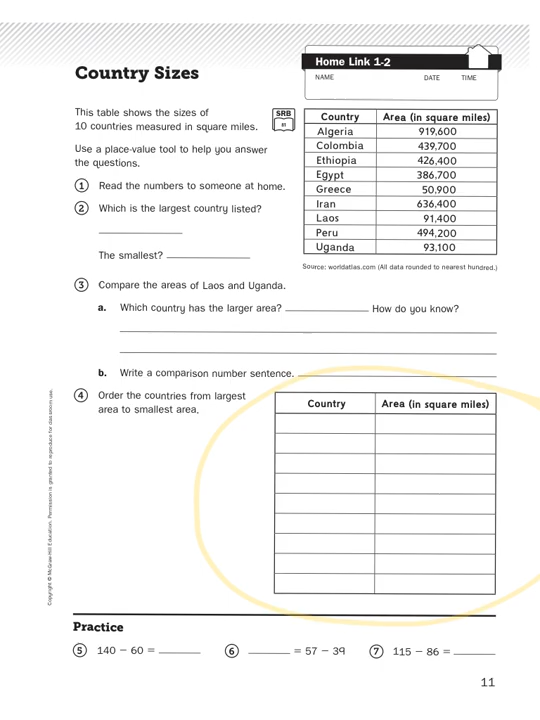 Home Link 1-2
Country Sizes
NAME DATE TIME
This table shows the sizes of
10 countries measured in square miles.
SRB
81
Use a place-value tool to help you answer
the questions.
1 Read the numbers to someone at home.
2 Which is the largest country listed?
The smallest?
Country Area (in square miles)
Algeria 919,600
Colombia 439,700
Ethiopia 426,400
Egypt 386,700
Greece 50,900
Iran 636,400
Laos 91,400
Peru 494,200
Uganda 93,100
Source: worldatlas.com (All data rounded to nearest hundred.)
3 Compare the areas of Laos and Uganda.
a. Which country has the larger area? How do you know?
b. Write a comparison number sentence.
4 Order the countries from largest
area to smallest area.
Country Area (in square miles)
Copyright © McGraw-Hill Education. Permission is granted to reproduce for classroom use.
Practice
5 140 − 60 =
6 = 57 − 39
7 115 − 86 =
11